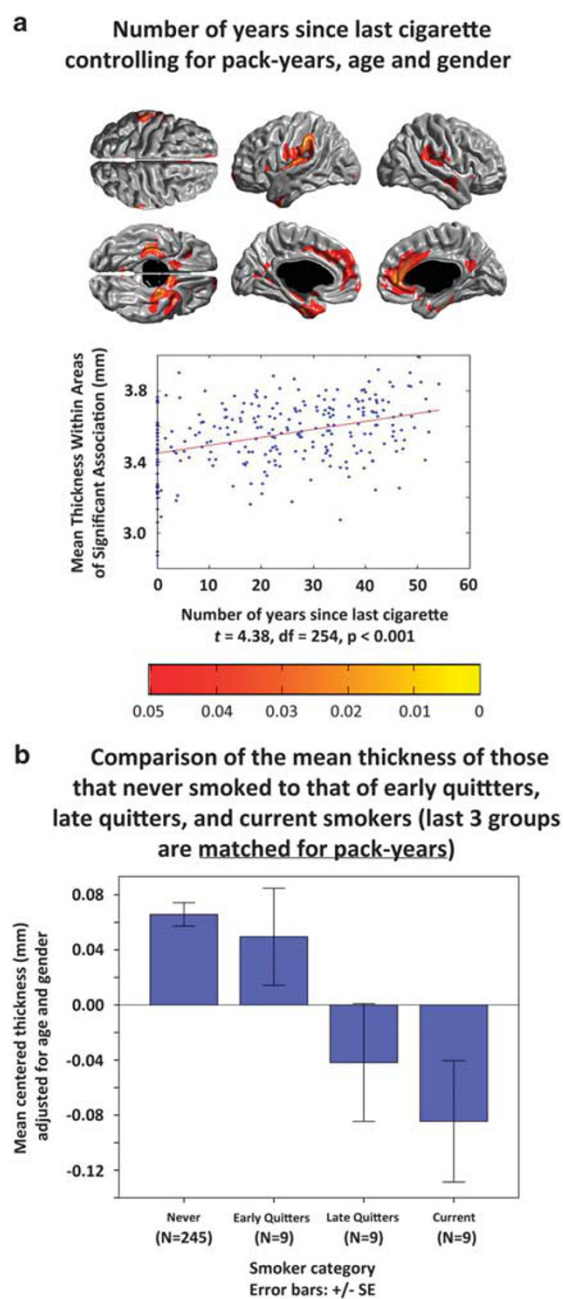 a
Number of years since last cigarette
controlling for pack-years, age and gender
Mean Thickness Within Areas
of Significant Association (mm)
3.8
3.4
3.0
0 10 20 30 40 50 60
Number of years since last cigarette
t = 4.38, df = 254, p < 0.001
0.05 0.04 0.03 0.02 0.01 0
b
Comparison of the mean thickness of those
that never smoked to that of early quittters,
late quitters, and current smokers (last 3 groups
are matched for pack-years)
Mean centered thickness (mm)
adjusted for age and gender
0.08
0.04
0.00
-0.04
-0.08
-0.12
Never Early Quitters Late Quitters Current
(N=245) (N=9) (N=9) (N=9)
Smoker category
Error bars: +/- SE